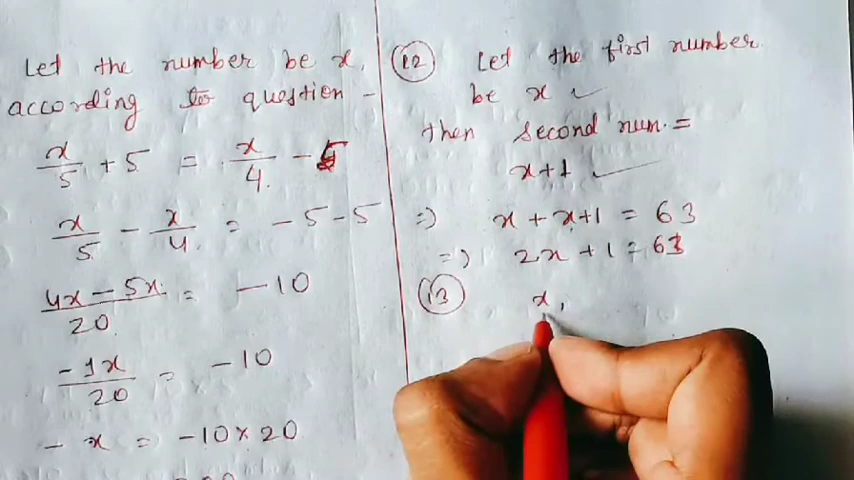 Let the number be x,
according to question -
x/5 + 5 = x/4 - 5
x/5 - x/4 = -5-5
4x - 5x/20 = -10
-1x/20 = -10
- x = -10 x 20
(12) Let the first number
be x
then second num. =
x+1
=> x + x+1 = 63
=> 2x + 1 = 63
(13) x,